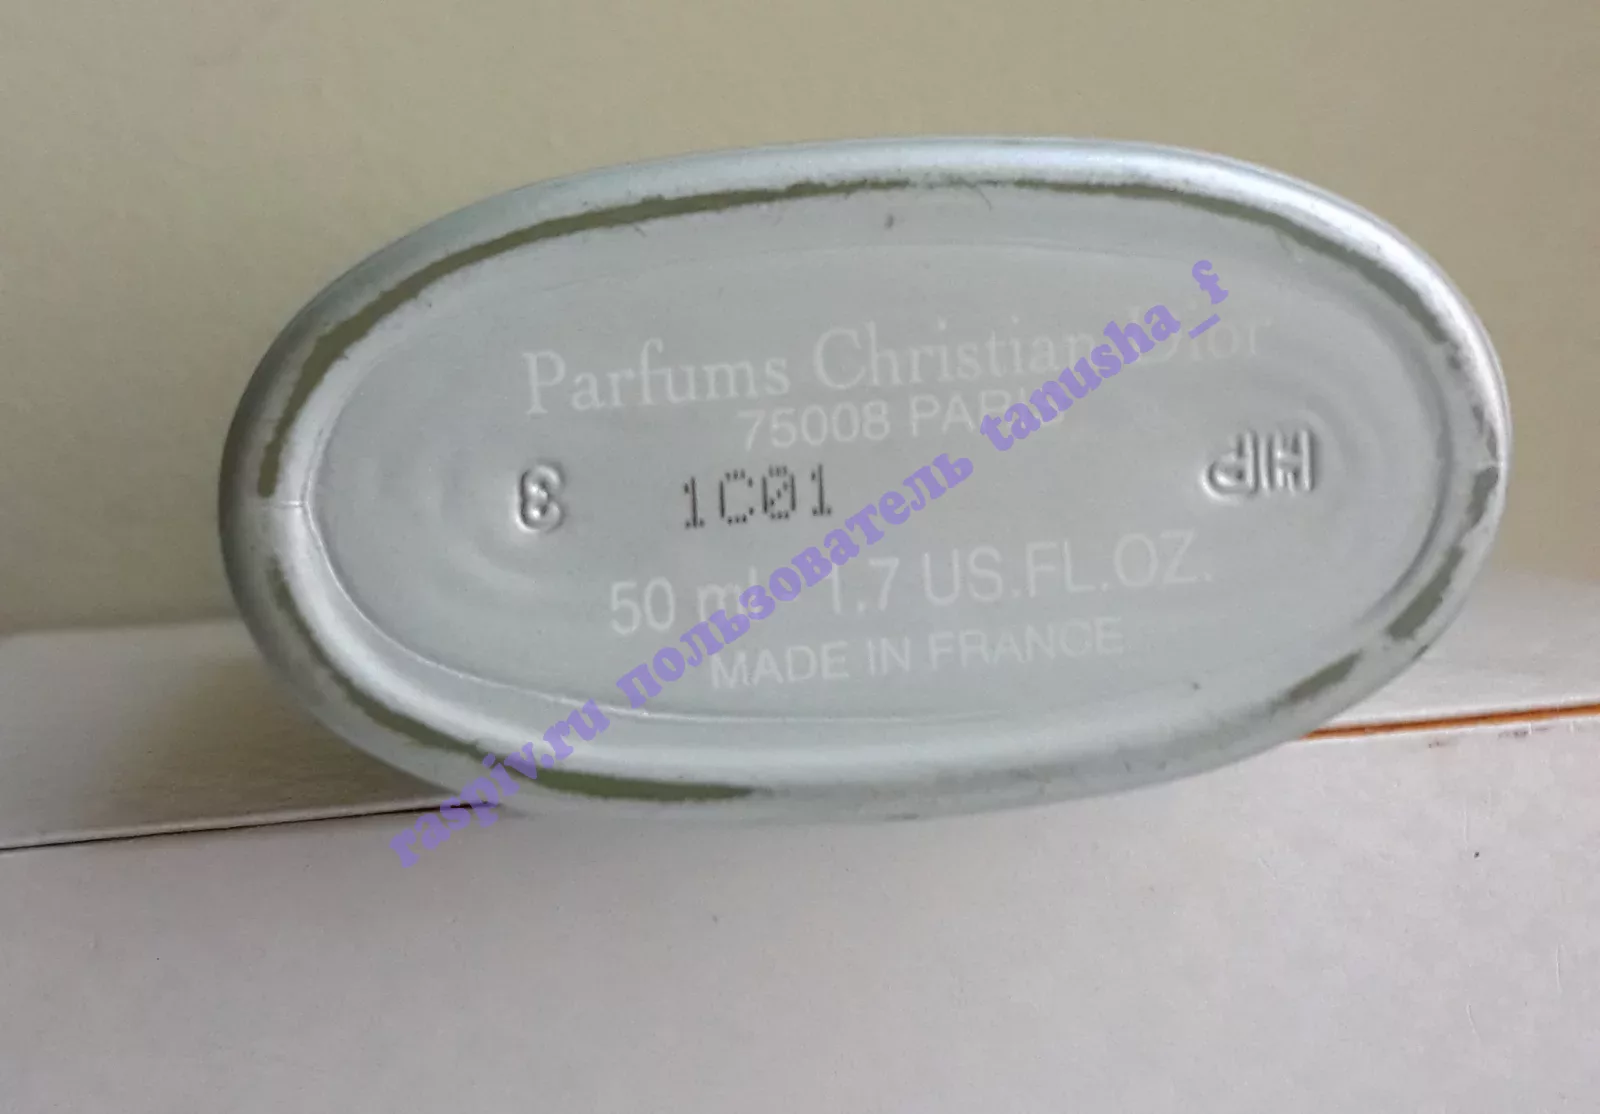 Parfums Christian Dior
75008 PARIS
3 1C01 HP
50 ml 1.7 US.FL.OZ.
MADE IN FRANCE
raspiv.ru пользователь tanusha_f